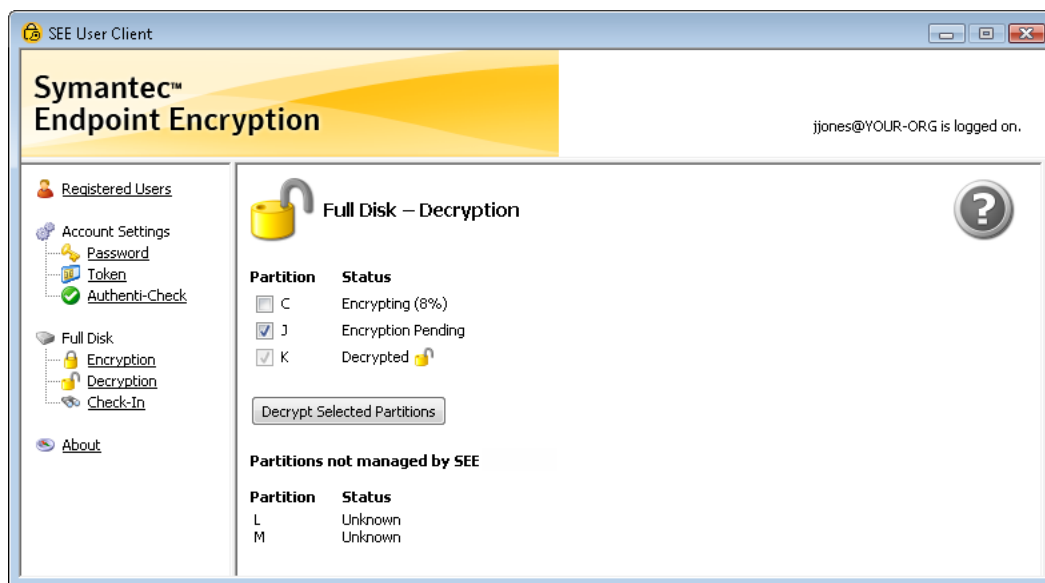 SEE User Client
Symantec™
Endpoint Encryption
jjones@YOUR-ORG is logged on.
Registered Users
Account Settings
Password
Token
Authenti-Check
Full Disk
Encryption
Decryption
Check-In
About
Full Disk – Decryption
?
Partition Status
C Encrypting (8%)
J Encryption Pending
K Decrypted
Decrypt Selected Partitions
Partitions not managed by SEE
Partition Status
L Unknown
M Unknown